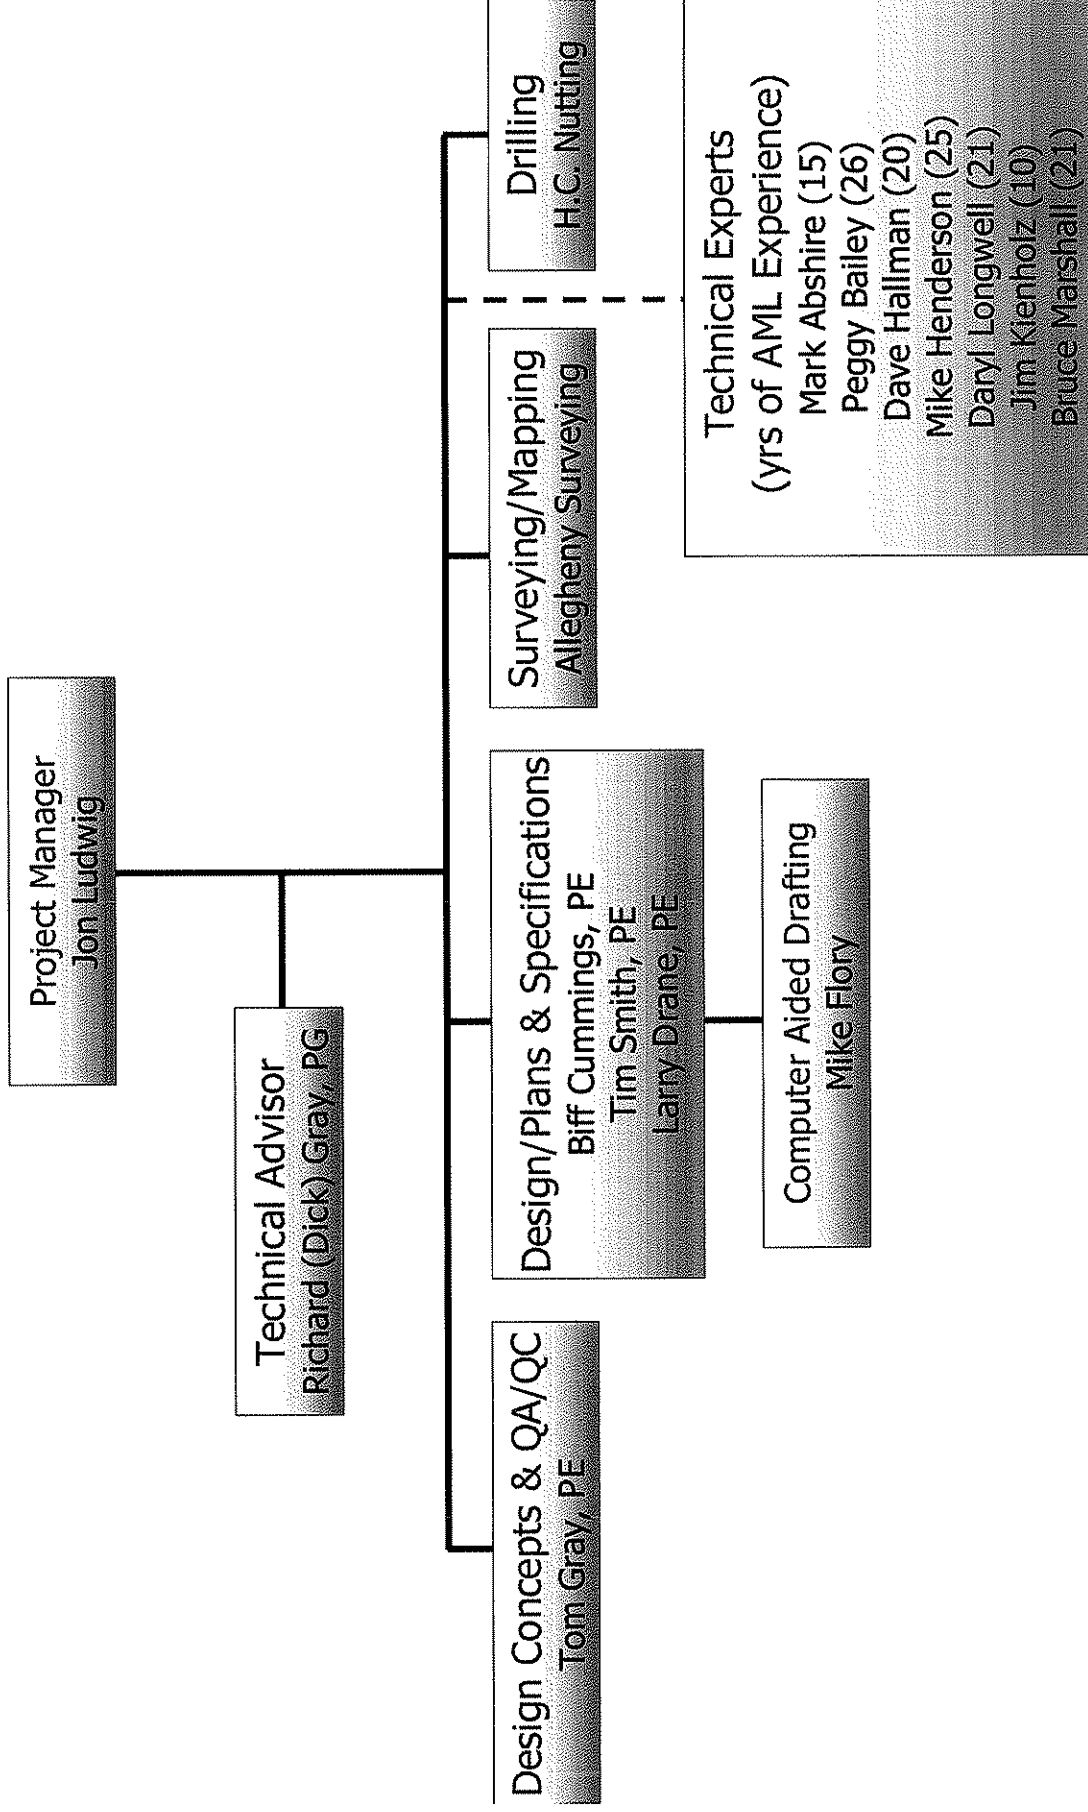 Project Manager
Jon Ludwig
Technical Advisor
Richard (Dick) Gray, PG
Design Concepts & QA/QC
Tom Gray, PE
Design/Plans & Specifications
Biff Cummings, PE
Tim Smith, PE
Larry Drane, PE
Computer Aided Drafting
Mike Flory
Surveying/Mapping
Allegheny Surveying
Drilling
H.C. Nutting
Technical Experts
(yrs of AML Experience)
Mark Abshire (15)
Peggy Bailey (26)
Dave Hallman (20)
Mike Henderson (25)
Daryl Longwell (21)
Jim Kienholz (10)
Bruce Marshall (21)